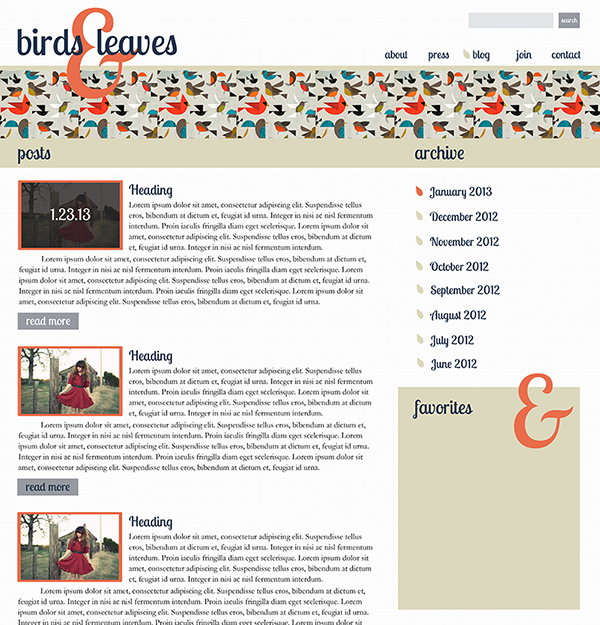 search
birds & leaves
about press blog join contact
posts
1.23.13
Heading
Lorem ipsum dolor sit amet, consectetur adipiscing elit. Suspendisse tellus
eros, bibendum at dictum et, feugiat id urna. Integer in nisi ac nisl fermentum
interdum. Proin iaculis fringilla diam eget scelerisque. Lorem ipsum dolor sit
amet, consectetur adipiscing elit. Suspendisse tellus eros, bibendum at dictum
et, feugiat id urna. Integer in nisi ac nisl fermentum interdum.
Lorem ipsum dolor sit amet, consectetur adipiscing elit. Suspendisse tellus eros, bibendum at dictum et,
feugiat id urna. Integer in nisi ac nisl fermentum interdum. Proin iaculis fringilla diam eget scelerisque. Lorem
ipsum dolor sit amet, consectetur adipiscing elit. Suspendisse tellus eros, bibendum at dictum et, feugiat id urna.
Integer in nisi ac nisl fermentum interdum. Proin iaculis fringilla diam eget scelerisque. Lorem ipsum dolor sit
amet, consectetur adipiscing elit. Suspendisse tellus eros, bibendum at dictum et, feugiat id urna.
read more
Heading
Lorem ipsum dolor sit amet, consectetur adipiscing elit. Suspendisse tellus
eros, bibendum at dictum et, feugiat id urna. Integer in nisi ac nisl fermentum
interdum. Proin iaculis fringilla diam eget scelerisque. Lorem ipsum dolor sit
amet, consectetur adipiscing elit. Suspendisse tellus eros, bibendum at dictum
et, feugiat id urna. Integer in nisi ac nisl fermentum interdum.
Lorem ipsum dolor sit amet, consectetur adipiscing elit. Suspendisse tellus eros, bibendum at dictum et,
feugiat id urna. Integer in nisi ac nisl fermentum interdum. Proin iaculis fringilla diam eget scelerisque. Lorem
ipsum dolor sit amet, consectetur adipiscing elit. Suspendisse tellus eros, bibendum at dictum et, feugiat id urna.
Integer in nisi ac nisl fermentum interdum. Proin iaculis fringilla diam eget scelerisque. Lorem ipsum dolor sit
amet, consectetur adipiscing elit. Suspendisse tellus eros, bibendum at dictum et, feugiat id urna.
read more
Heading
Lorem ipsum dolor sit amet, consectetur adipiscing elit. Suspendisse tellus
eros, bibendum at dictum et, feugiat id urna. Integer in nisi ac nisl fermentum
interdum. Proin iaculis fringilla diam eget scelerisque. Lorem ipsum dolor sit
amet, consectetur adipiscing elit. Suspendisse tellus eros, bibendum at dictum
et, feugiat id urna. Integer in nisi ac nisl fermentum interdum.
Lorem ipsum dolor sit amet, consectetur adipiscing elit. Suspendisse tellus eros, bibendum at dictum et,
feugiat id urna. Integer in nisi ac nisl fermentum interdum. Proin iaculis fringilla diam eget scelerisque. Lorem
ipsum dolor sit amet, consectetur adipiscing elit. Suspendisse tellus eros, bibendum at dictum et, feugiat id urna.
Integer in nisi ac nisl fermentum interdum. Proin iaculis fringilla diam eget scelerisque. Lorem ipsum dolor sit
archive
January 2013
December 2012
November 2012
October 2012
September 2012
August 2012
July 2012
June 2012
favorites
&